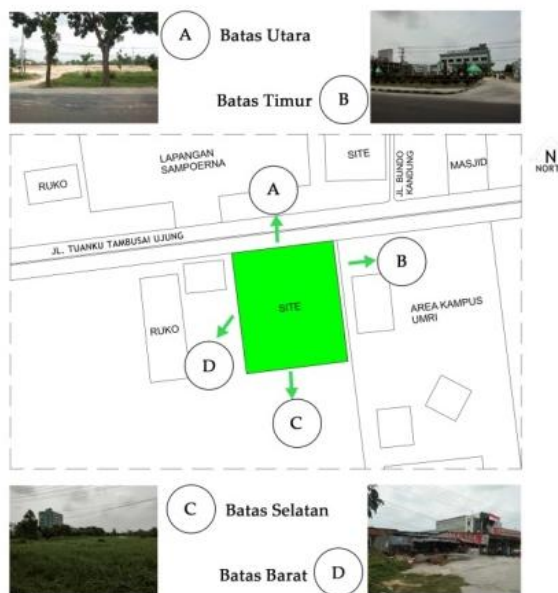 A
Batas Utara
Batas Timur
B
LAPANGAN
SAMPOERNA
SITE
JL. BUNDO
KANDUNG
MASJID
RUKO
N
NORT
A
JL. TUANKU TAMBUSAI UJUNG
B
SITE
AREA KAMPUS
UMRI
RUKO
D
C
C
Batas Selatan
Batas Barat
D